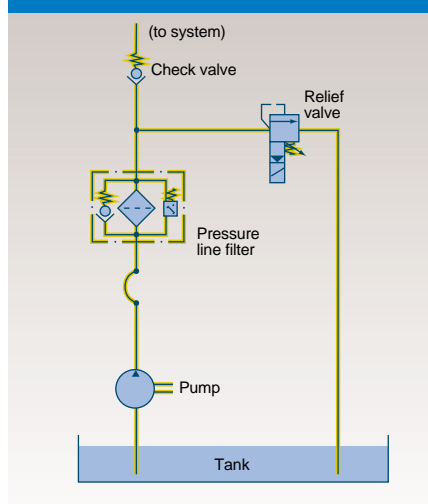 (to system)
Check valve
Relief
valve
Pressure
line filter
Pump
Tank